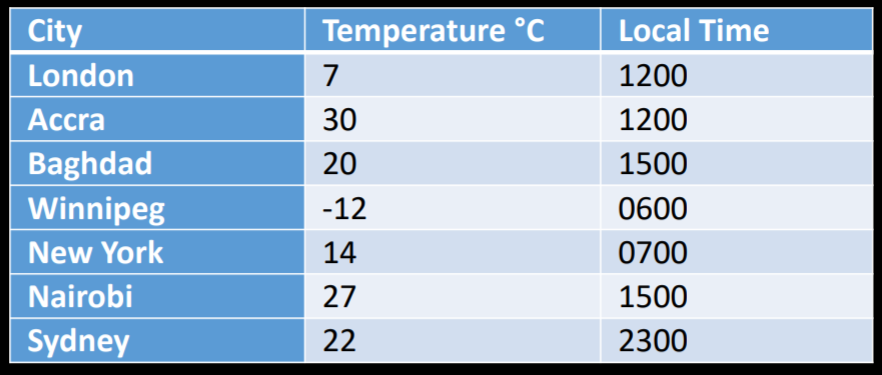 City Temperature °C Local Time
London 7 1200
Accra 30 1200
Baghdad 20 1500
Winnipeg -12 0600
New York 14 0700
Nairobi 27 1500
Sydney 22 2300